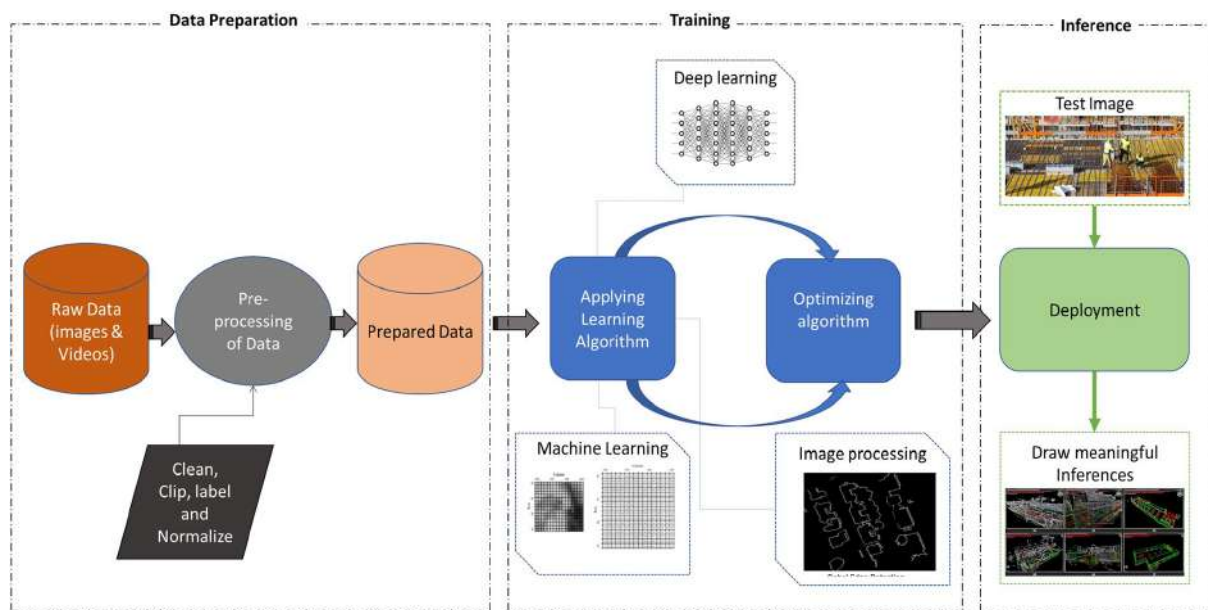 Data Preparation
Raw Data
(images &
Videos)
Pre-
processing
of Data
Prepared Data
Clean,
Clip, label
and
Normalize
Training
Deep learning
Applying
Learning
Algorithm
Optimizing
algorithm
Machine Learning
Image processing
Inference
Test Image
Deployment
Draw meaningful
Inferences